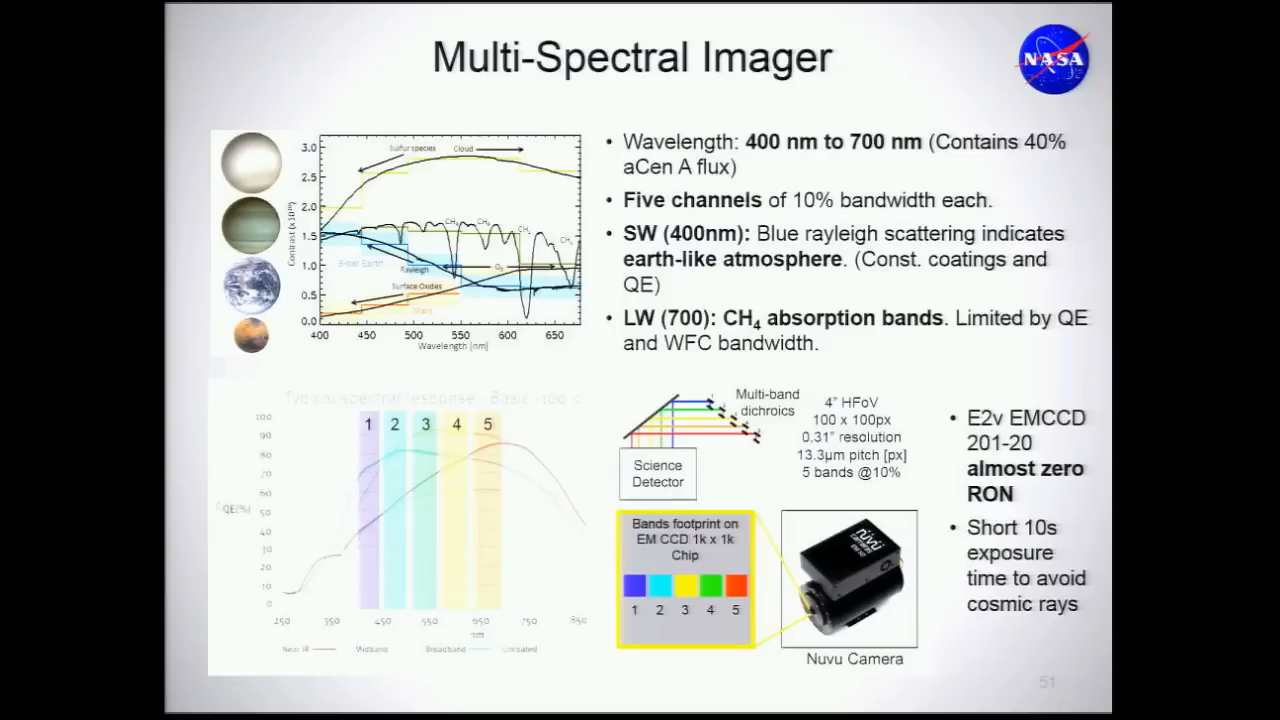 Multi-Spectral Imager
NASA
3.0
2.5
2.0
1.5
1.0
0.5
0.0
Contrast (x10
Sulfur species
Cloud
CH4
CH4
CH4
CH4
3-bar Earth
Rayleigh
O3
Surface Oxides
Mars
400 450 500 550 600 650
Wavelength [nm]
• Wavelength: 400 nm to 700 nm (Contains 40%
aCen A flux)
• Five channels of 10% bandwidth each.
• SW (400nm): Blue rayleigh scattering indicates
earth-like atmosphere. (Const. coatings and
QE)
• LW (700): CH4 absorption bands. Limited by QE
and WFC bandwidth.
Typical spectral response - Basic, 100 C
100
90
80
70
60
50
40
30
20
10
0
QE(%)
1 2 3 4 5
250 350 450 550 650 750 850
nm
Near IR Midband Broadband Uncoated
Multi-band
dichroics
Science
Detector
4” HFoV
100 x 100px
0.31” resolution
13.3µm pitch [px]
5 bands @10%
Bands footprint on
EM CCD 1k x 1k
Chip
1 2 3 4 5
nüvü
cameras
Nuvu Camera
• E2v EMCCD
201-20
almost zero
RON
• Short 10s
exposure
time to avoid
cosmic rays
51